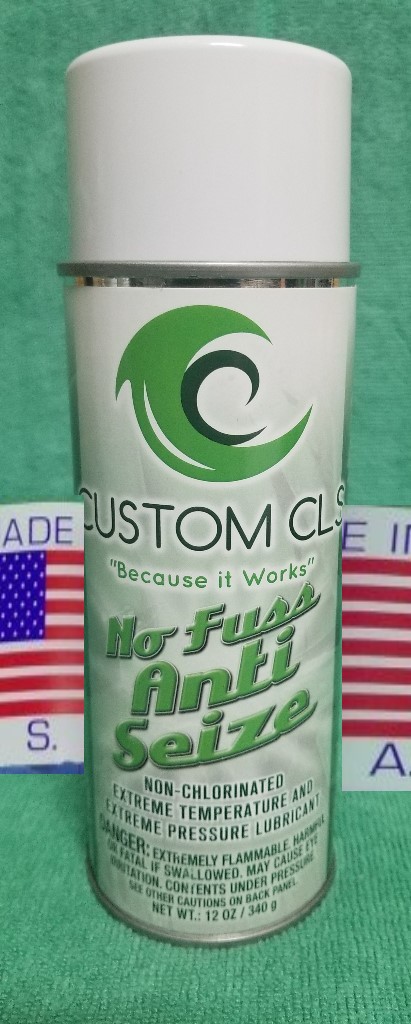 ADE
E I
CUSTOM CLS
"Because it Works"
No Fuss
Anti
Seize
S.
A.
NON-CHLORINATED
EXTREME TEMPERATURE AND
EXTREME PRESSURE LUBRICANT
DANGER: EXTREMELY FLAMMABLE. HARMFUL
OR FATAL IF SWALLOWED. MAY CAUSE EYE
IRRITATION. CONTENTS UNDER PRESSURE.
SEE OTHER CAUTIONS ON BACK PANEL.
NET WT.: 12 OZ / 340 g